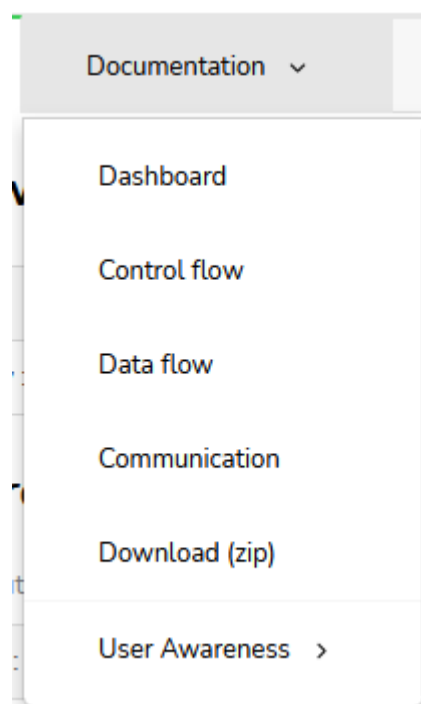 Documentation
Dashboard
Control flow
Data flow
Communication
Download (zip)
User Awareness